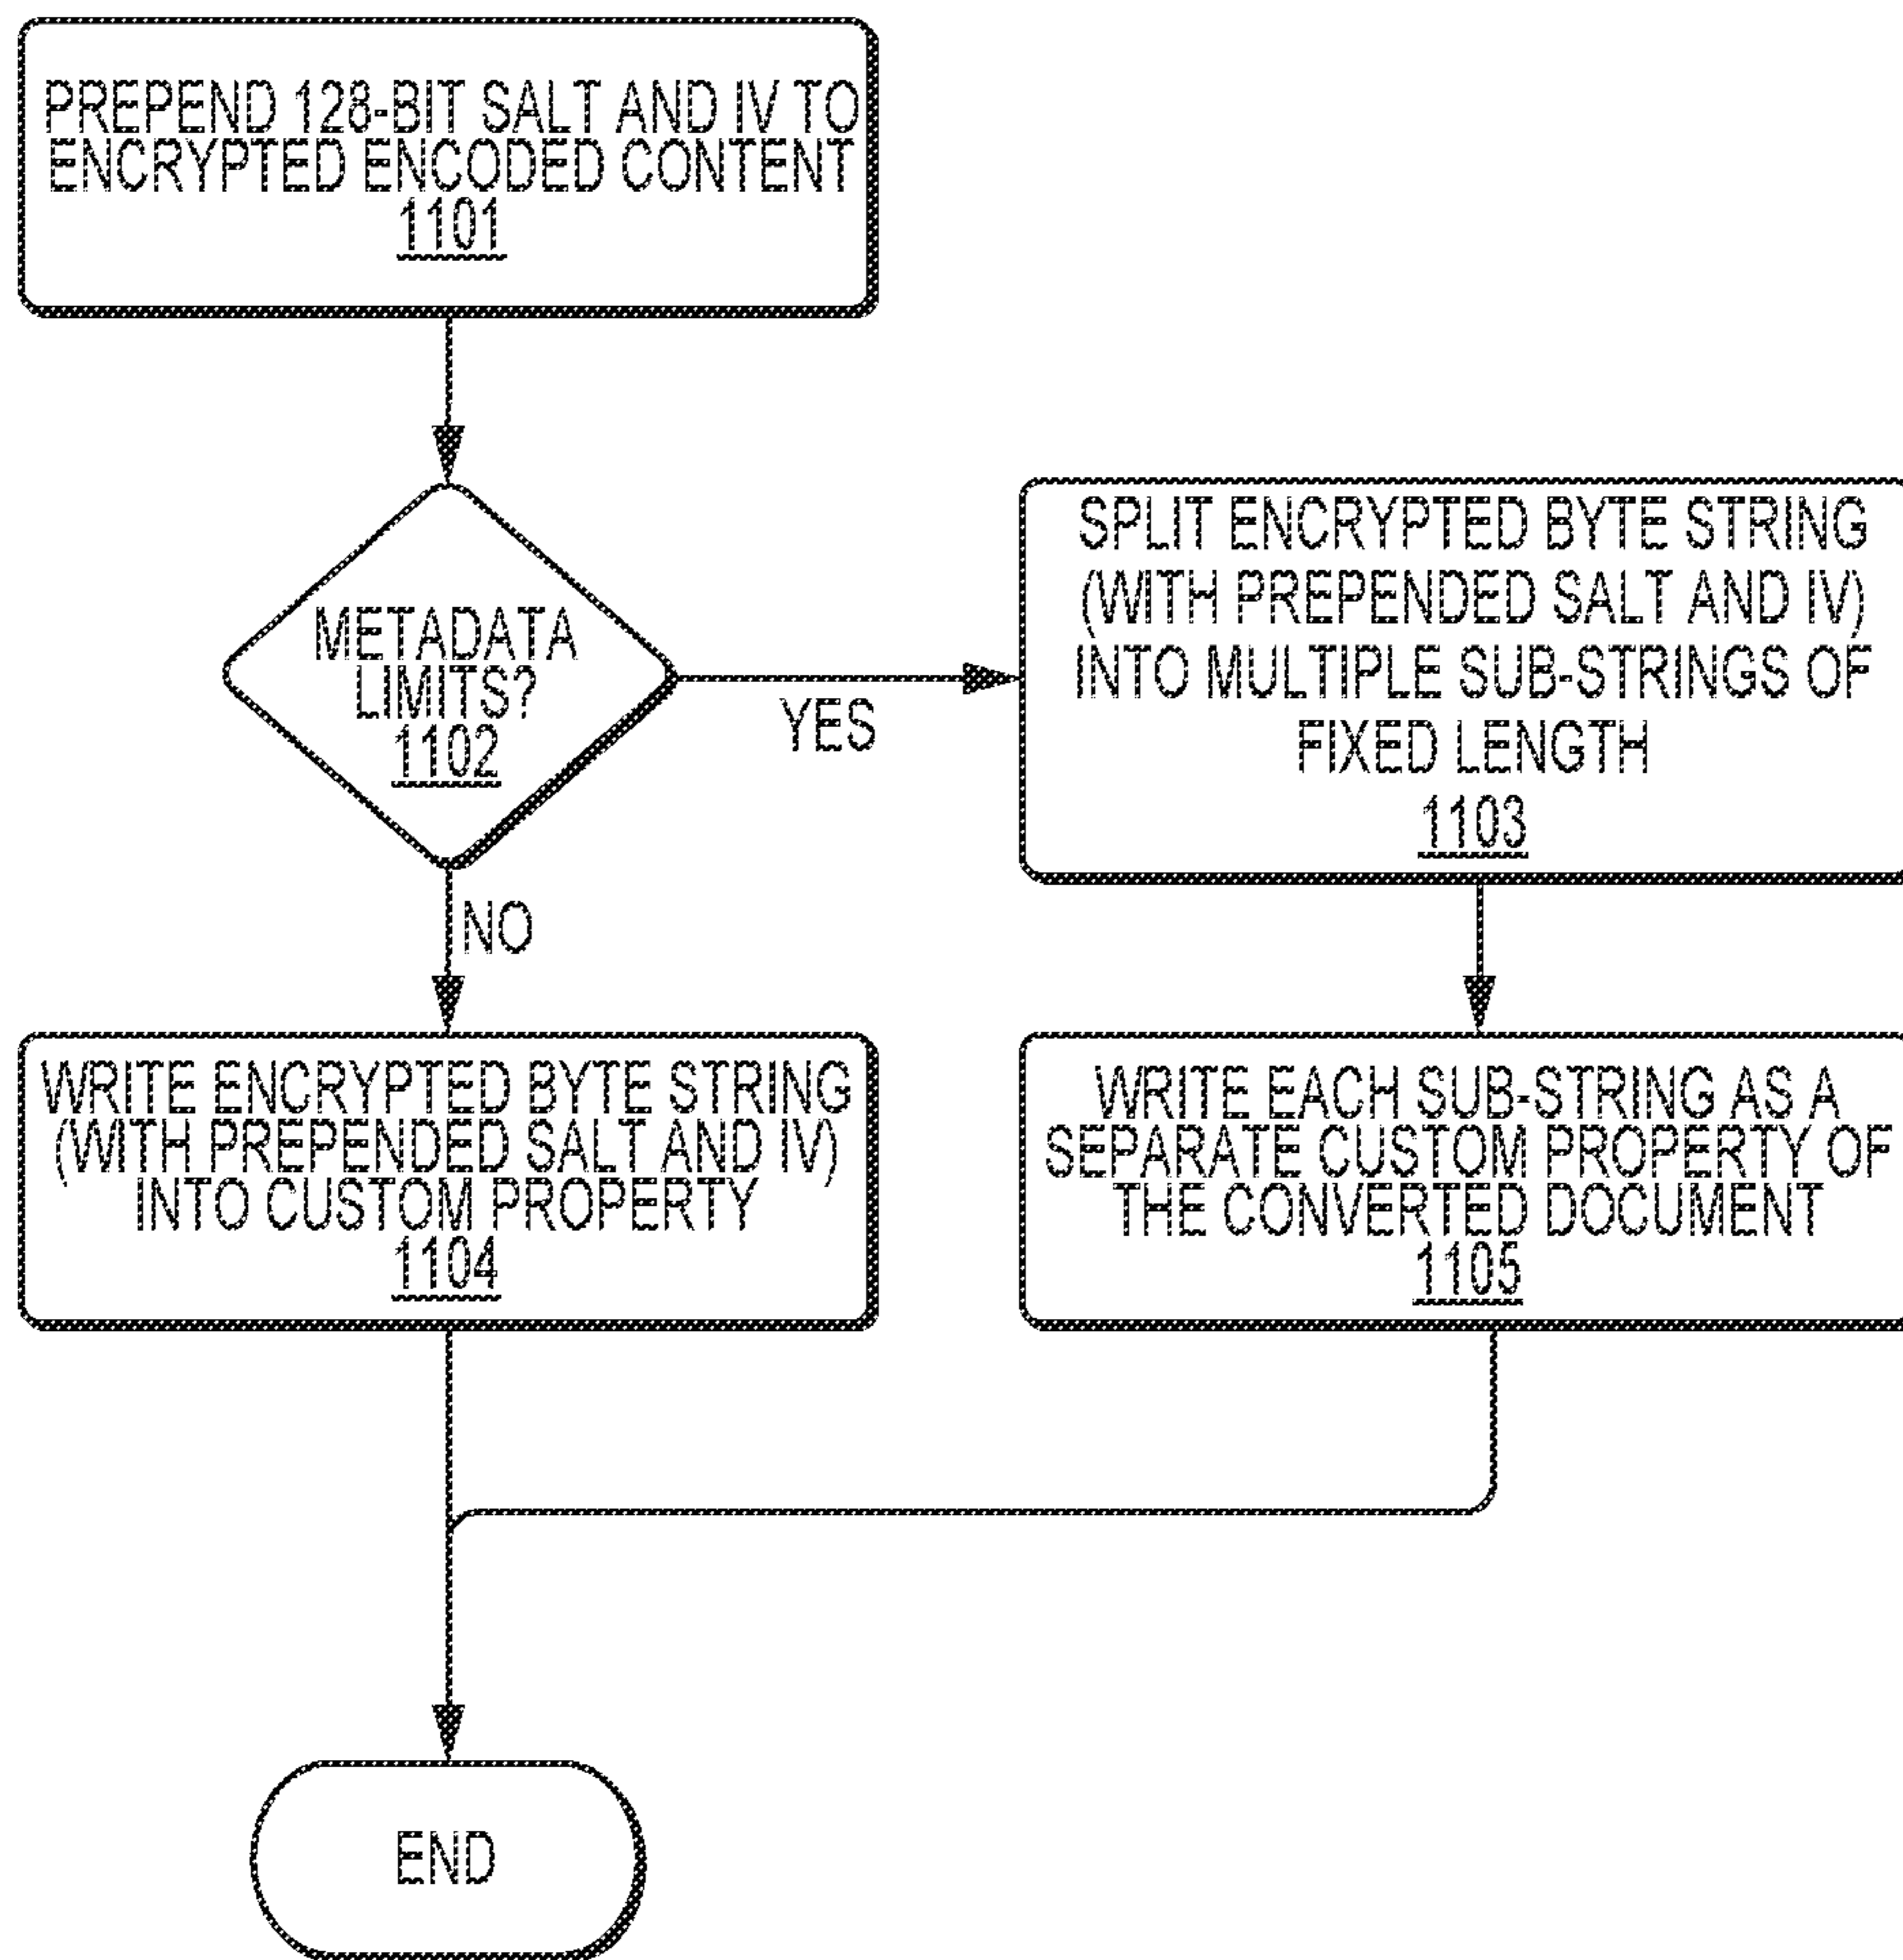 PREPEND 128-BIT SALT AND IV TO
ENCRYPTED ENCODED CONTENT
1101
METADATA
LIMITS?
1102
YES
SPLIT ENCRYPTED BYTE STRING
(WITH PREPENDED SALT AND IV)
INTO MULTIPLE SUB-STRINGS OF
FIXED LENGTH
1103
NO
WRITE ENCRYPTED BYTE STRING
(WITH PREPENDED SALT AND IV)
INTO CUSTOM PROPERTY
1104
WRITE EACH SUB-STRING AS A
SEPARATE CUSTOM PROPERTY OF
THE CONVERTED DOCUMENT
1105
END